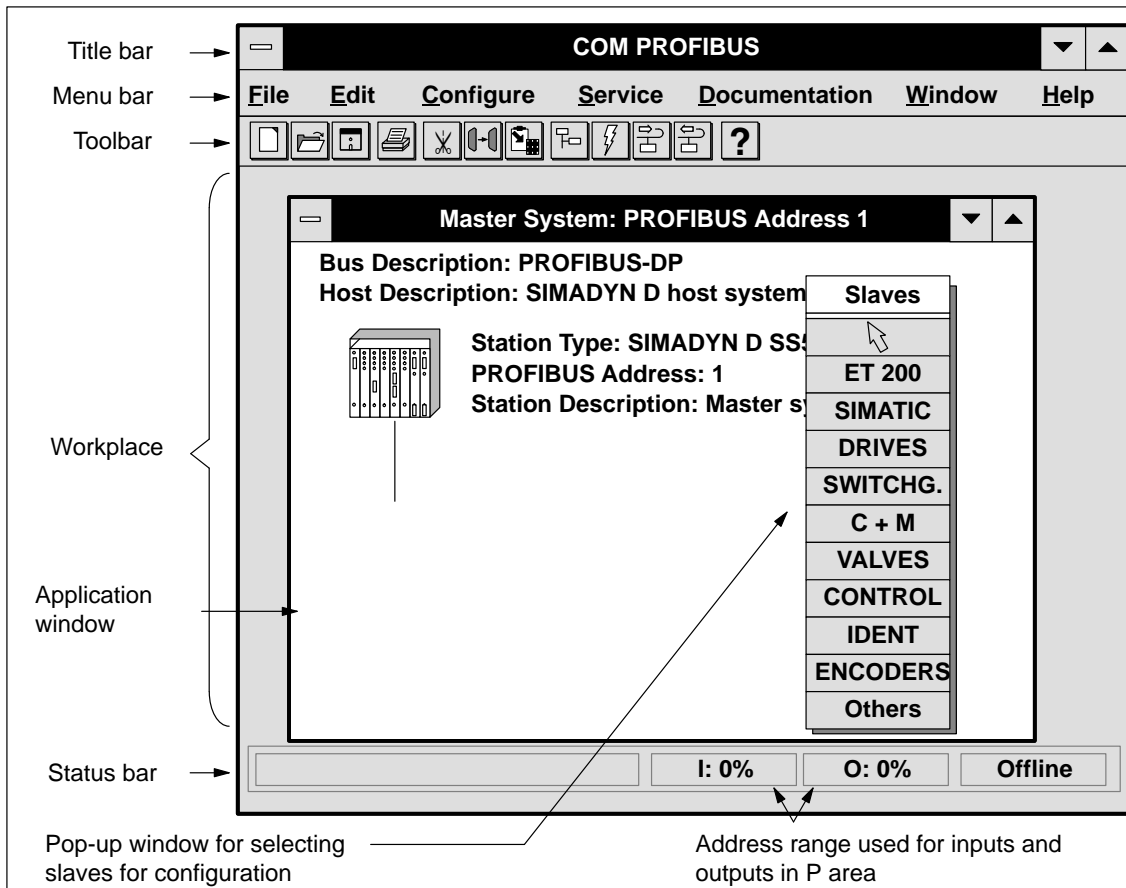 Title bar
COM PROFIBUS
Menu bar
File Edit Configure Service Documentation Window Help
Toolbar
?
Master System: PROFIBUS Address 1
Bus Description: PROFIBUS-DP
Host Description: SIMADYN D host system
Station Type: SIMADYN D SS5
PROFIBUS Address: 1
Station Description: Master sy
Slaves
ET 200
SIMATIC
DRIVES
SWITCHG.
C + M
VALVES
CONTROL
IDENT
ENCODERS
Others
Workplace
Application
window
Status bar
I: 0% O: 0% Offline
Pop-up window for selecting
slaves for configuration
Address range used for inputs and
outputs in P area